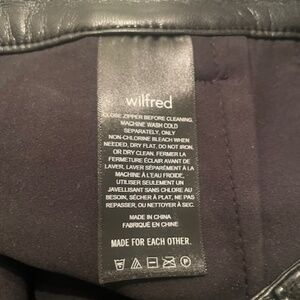 wilfred
CLOSE ZIPPER BEFORE CLEANING.
MACHINE WASH COLD
SEPARATELY, ONLY
NON-CHLORINE BLEACH WHEN
NEEDED, DRY FLAT, DO NOT IRON,
OR DRY CLEAN. FERMER LA
FERMETURE ÉCLAIR AVANT DE
LAVER, LAVER SÉPARÉMENT À LA
MACHINE À L'EAU FROIDE,
UTILISER SEULEMENT UN
JAVELLISANT SANS CHLORE AU
BESOIN, SÉCHER À PLAT, NE PAS
REPASSER, OU NETTOYER À SEC.
MADE IN CHINA
FABRIQUÉ EN CHINE
MADE FOR EACH OTHER.